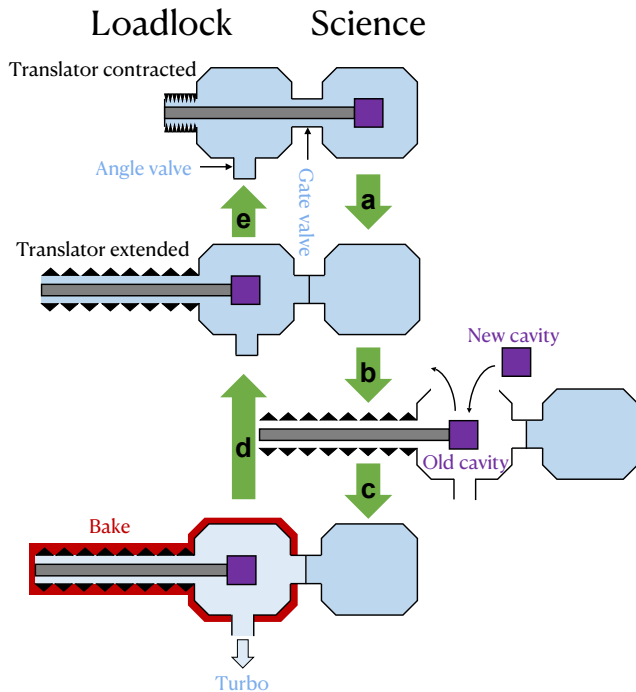 Loadlock
Science
Translator contracted
Angle valve
Gate valve
a
e
Translator extended
b
New cavity
d
Old cavity
c
Bake
Turbo